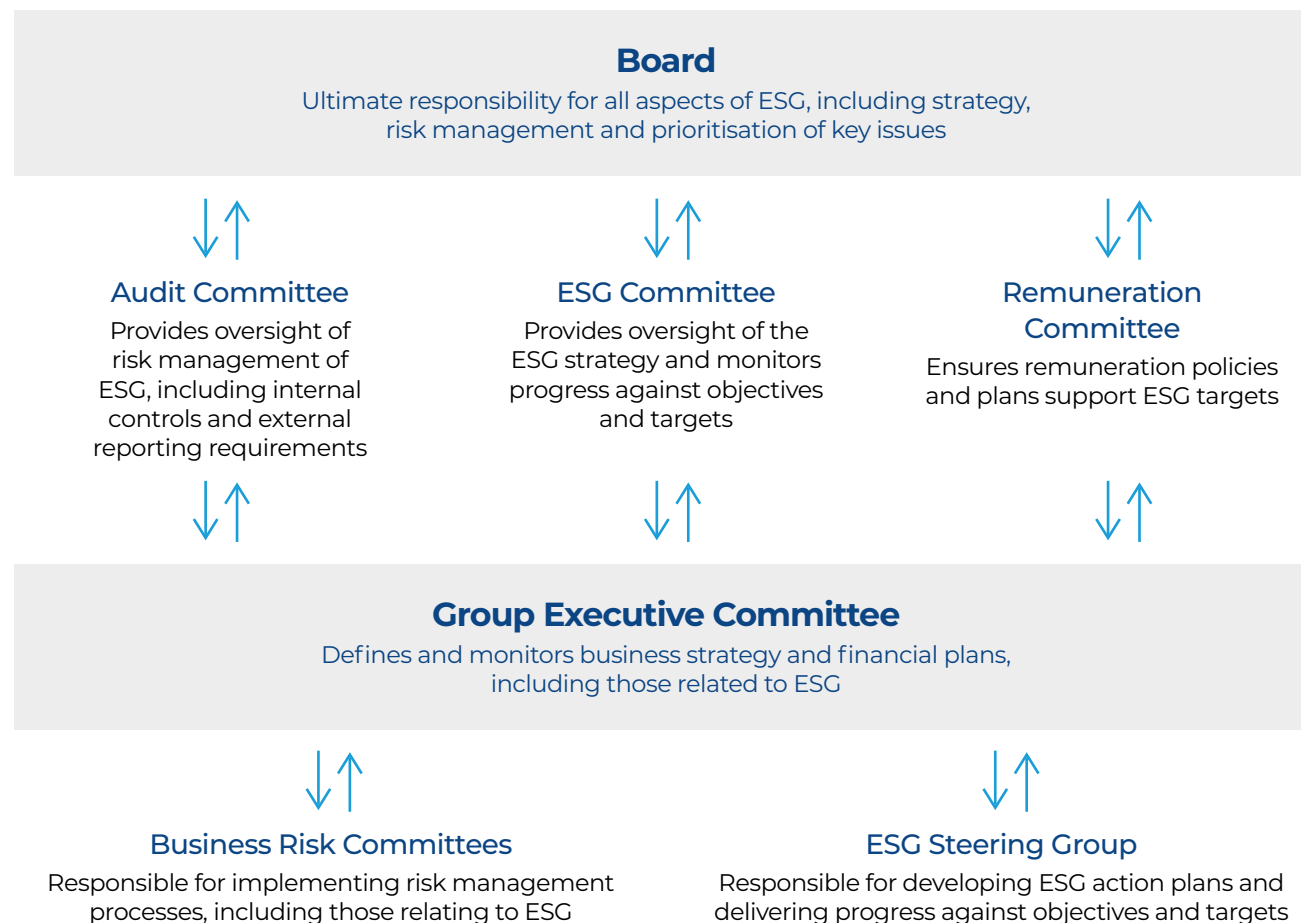 Board
Ultimate responsibility for all aspects of ESG, including strategy,
risk management and prioritisation of key issues
Audit Committee
Provides oversight of
risk management of
ESG, including internal
controls and external
reporting requirements
ESG Committee
Provides oversight of the
ESG strategy and monitors
progress against objectives
and targets
Remuneration
Committee
Ensures remuneration policies
and plans support ESG targets
Group Executive Committee
Defines and monitors business strategy and financial plans,
including those related to ESG
Business Risk Committees
Responsible for implementing risk management
processes, including those relating to ESG
ESG Steering Group
Responsible for developing ESG action plans and
delivering progress against objectives and targets